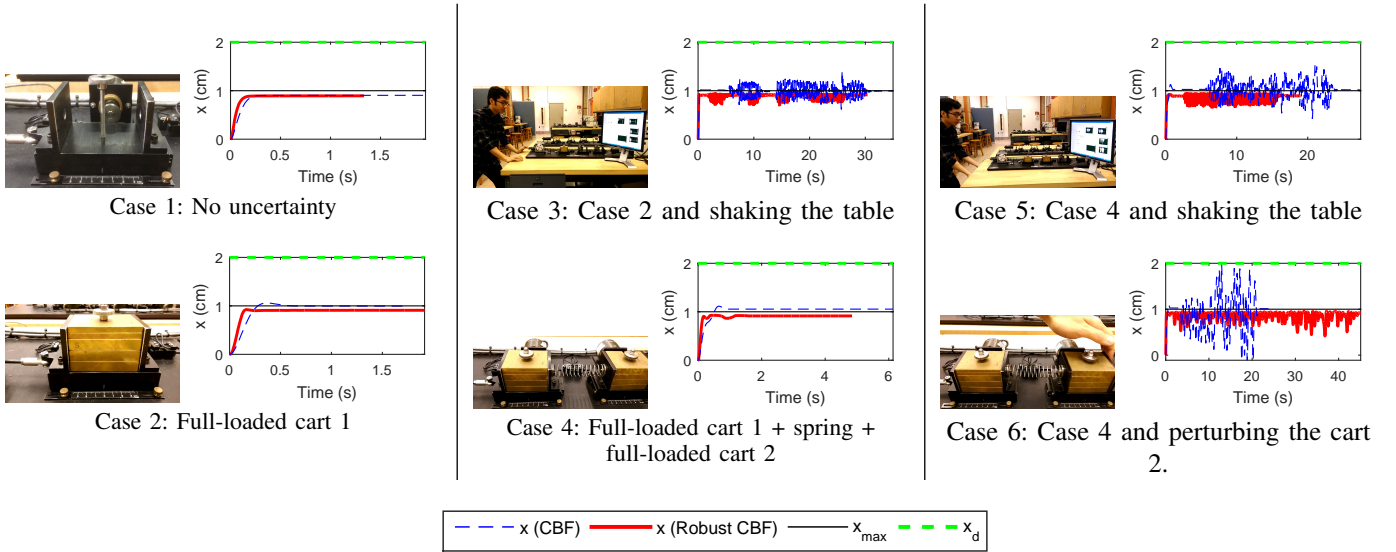 2
1
0
x (cm)
0 0.5 1 1.5
Time (s)
Case 1: No uncertainty
2
1
0
x (cm)
0 0.5 1 1.5
Time (s)
Case 2: Full-loaded cart 1
2
1
0
x (cm)
0 10 20 30
Time (s)
Case 3: Case 2 and shaking the table
2
1
0
x (cm)
0 2 4 6
Time (s)
Case 4: Full-loaded cart 1 + spring +
full-loaded cart 2
2
1
0
x (cm)
0 10 20
Time (s)
Case 5: Case 4 and shaking the table
2
1
0
x (cm)
0 10 20 30 40
Time (s)
Case 6: Case 4 and perturbing the cart
2.
x (CBF) x (Robust CBF) x_max x_d